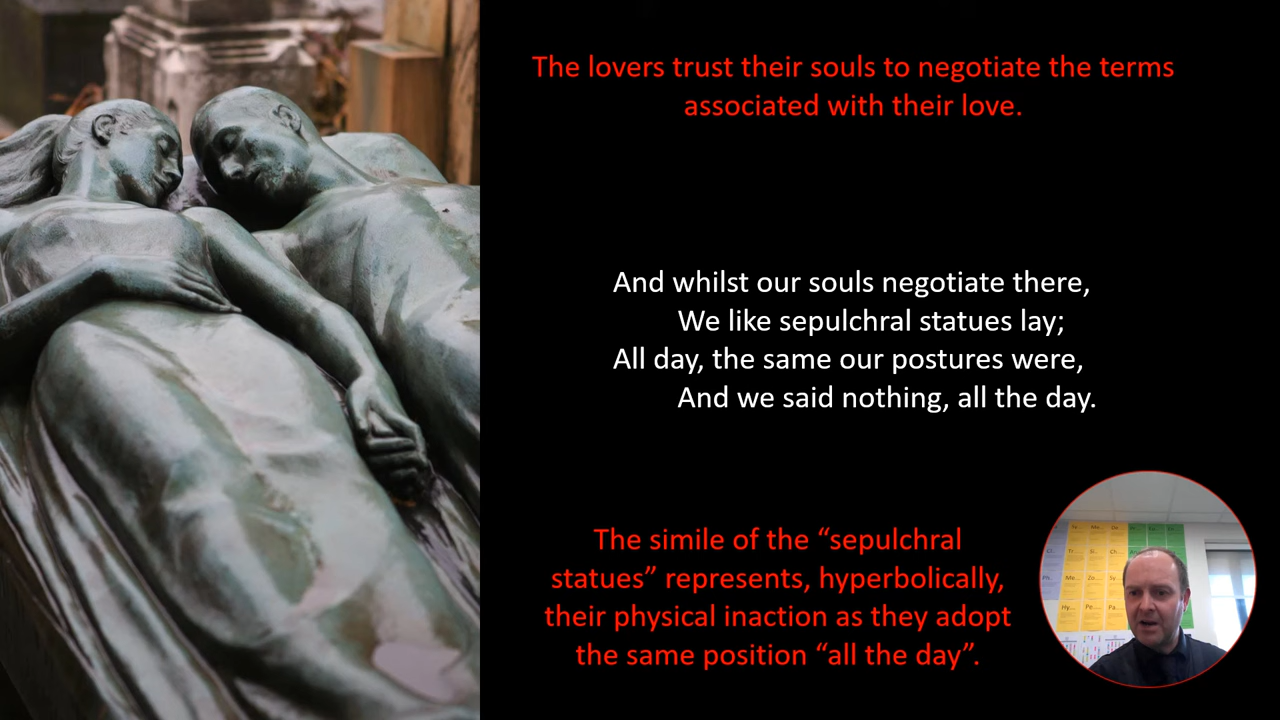 The lovers trust their souls to negotiate the terms
associated with their love.
And whilst our souls negotiate there,
We like sepulchral statues lay;
All day, the same our postures were,
And we said nothing, all the day.
The simile of the “sepulchral
statues” represents, hyperbolically,
their physical inaction as they adopt
the same position “all the day”.